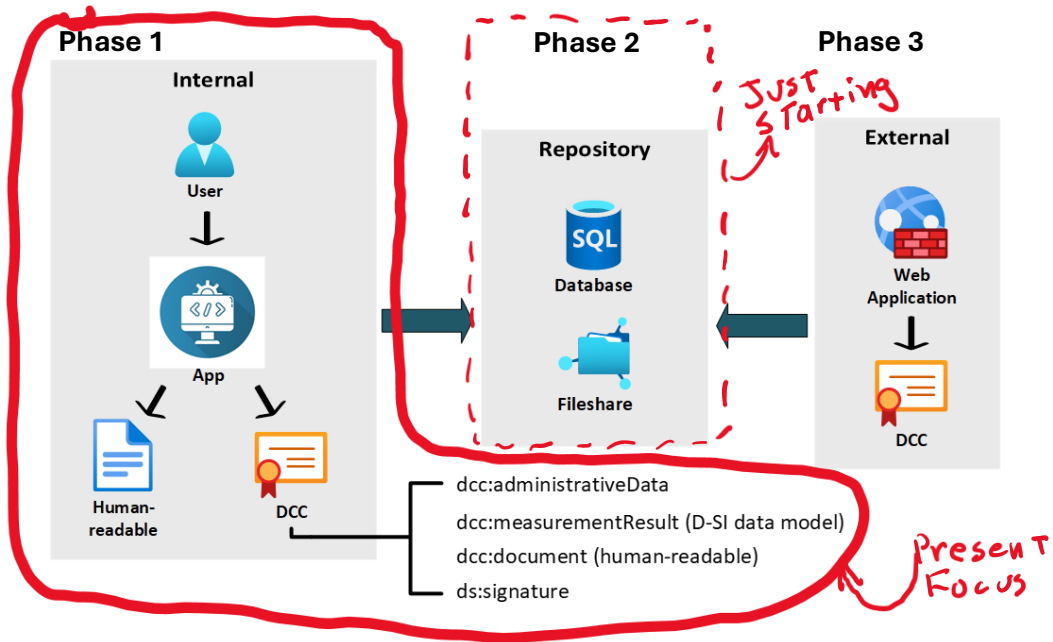 Phase 1
Internal
User
</>
App
Human-
readable
DCC
dcc:administrativeData
dcc:measurementResult (D-SI data model)
dcc:document (human-readable)
ds:signature
Phase 2
Repository
SQL
Database
Fileshare
Just
Starting
Phase 3
External
Web
Application
DCC
Present
Focus